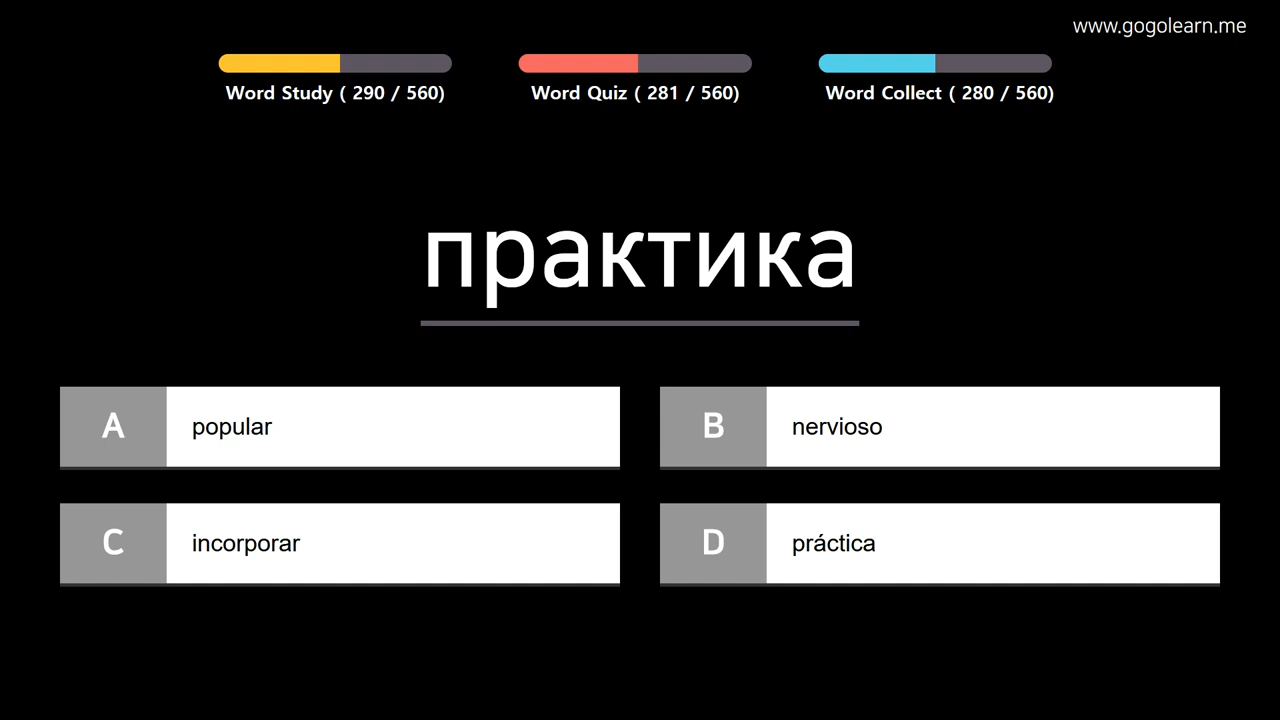 www.gogolearn.me
Word Study ( 290 / 560)
Word Quiz ( 281 / 560)
Word Collect ( 280 / 560)
практика
A popular
B nervioso
C incorporar
D práctica